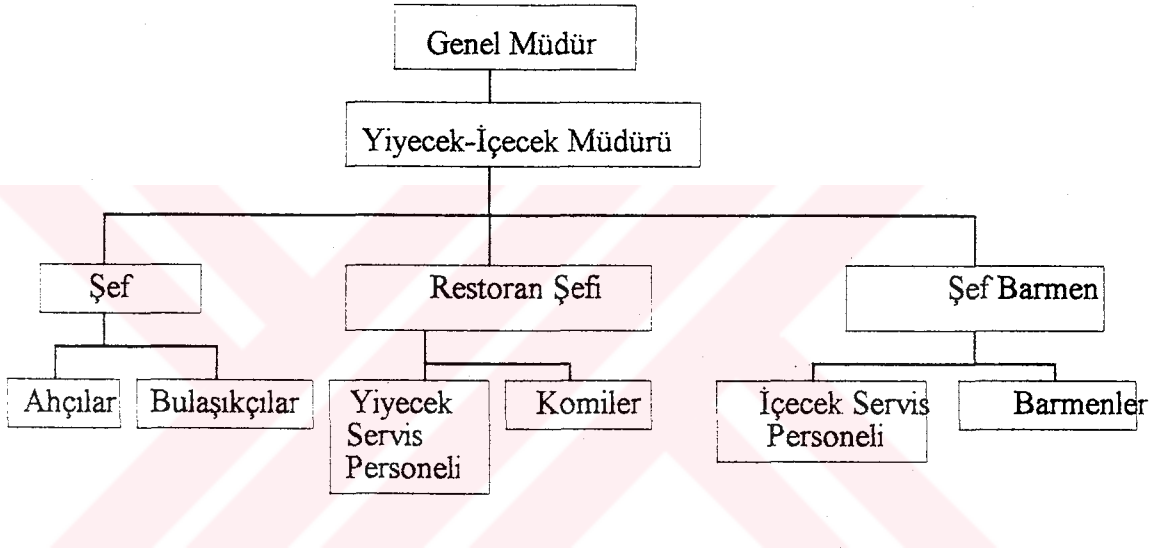 Genel Müdür
Yiyecek-İçecek Müdürü
Şef
Restoran Şefi
Şef Barmen
Ahçılar
Bulaşıkçılar
Yiyecek
Servis
Personeli
Komiler
İçecek Servis
Personeli
Barmenler